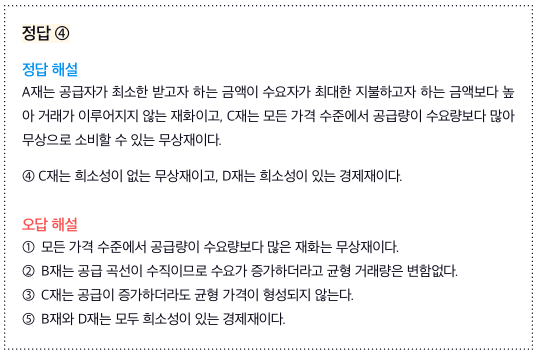 정답 ④
정답 해설
A재는 공급자가 최소한 받고자 하는 금액이 수요자가 최대한 지불하고자 하는 금액보다 높
아 거래가 이루어지지 않는 재화이고, C재는 모든 가격 수준에서 공급량이 수요량보다 많아
무상으로 소비할 수 있는 무상재이다.
④ C재는 희소성이 없는 무상재이고, D재는 희소성이 있는 경제재이다.
오답 해설
① 모든 가격 수준에서 공급량이 수요량보다 많은 재화는 무상재이다.
② B재는 공급 곡선이 수직이므로 수요가 증가하더라고 균형 거래량은 변함없다.
③ C재는 공급이 증가하더라도 균형 가격이 형성되지 않는다.
⑤ B재와 D재는 모두 희소성이 있는 경제재이다.